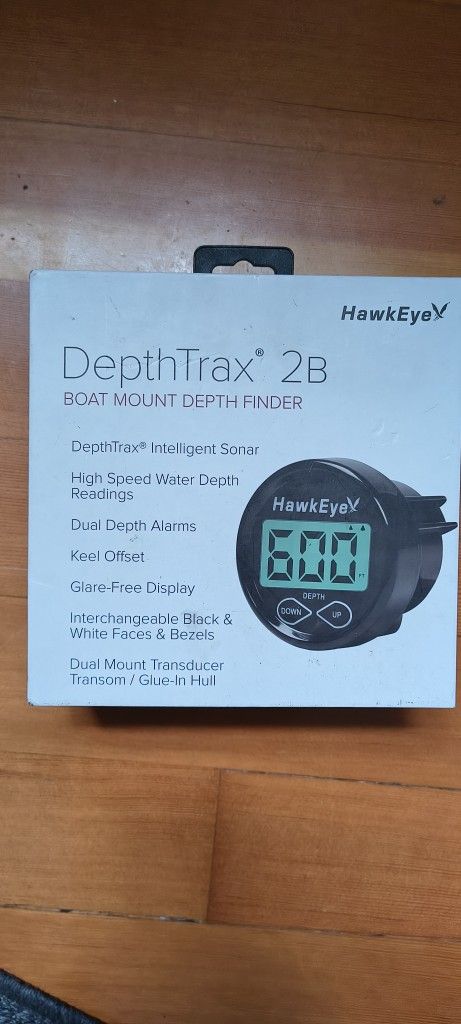 HawkEye
DepthTrax® 2B
BOAT MOUNT DEPTH FINDER
DepthTrax® Intelligent Sonar
High Speed Water Depth
Readings
Dual Depth Alarms
Keel Offset
Glare-Free Display
Interchangeable Black &
White Faces & Bezels
Dual Mount Transducer
Transom / Glue-In Hull
HawkEye
600 FT
DEPTH
DOWN UP